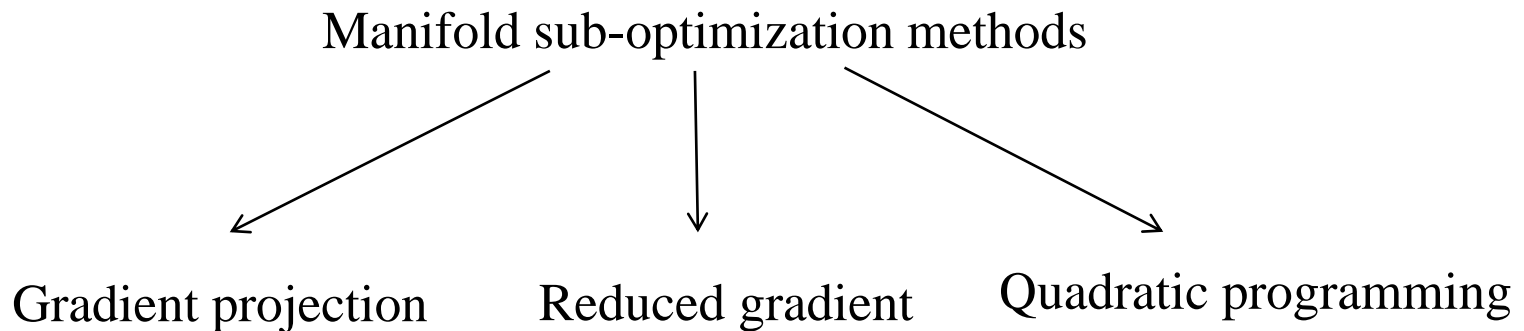 Manifold sub-optimization methods
Gradient projection
Reduced gradient
Quadratic programming